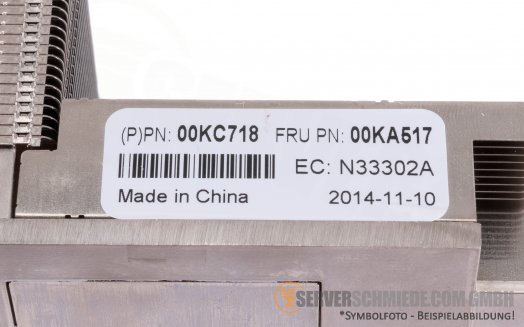 (P)PN: 00KC718 FRU PN: 00KA517
EC: N33302A
Made in China 2014-11-10
SERVERSCHMIEDE.COM GMBH
*SYMBOLFOTO - BEISPIELABBILDUNG!